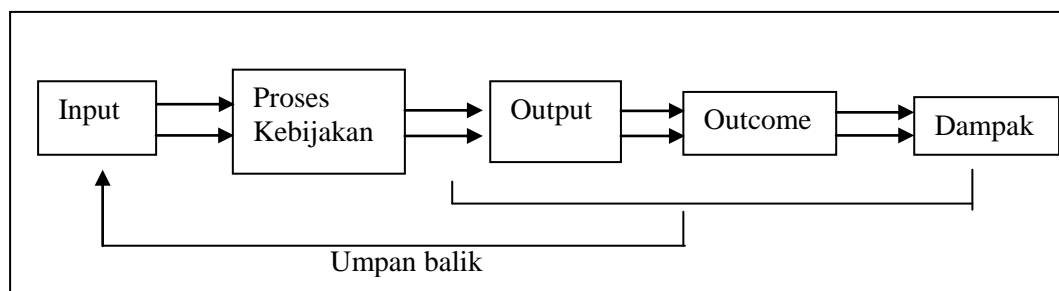 Input
Proses
Kebijakan
Output
Outcome
Dampak
Umpan balik